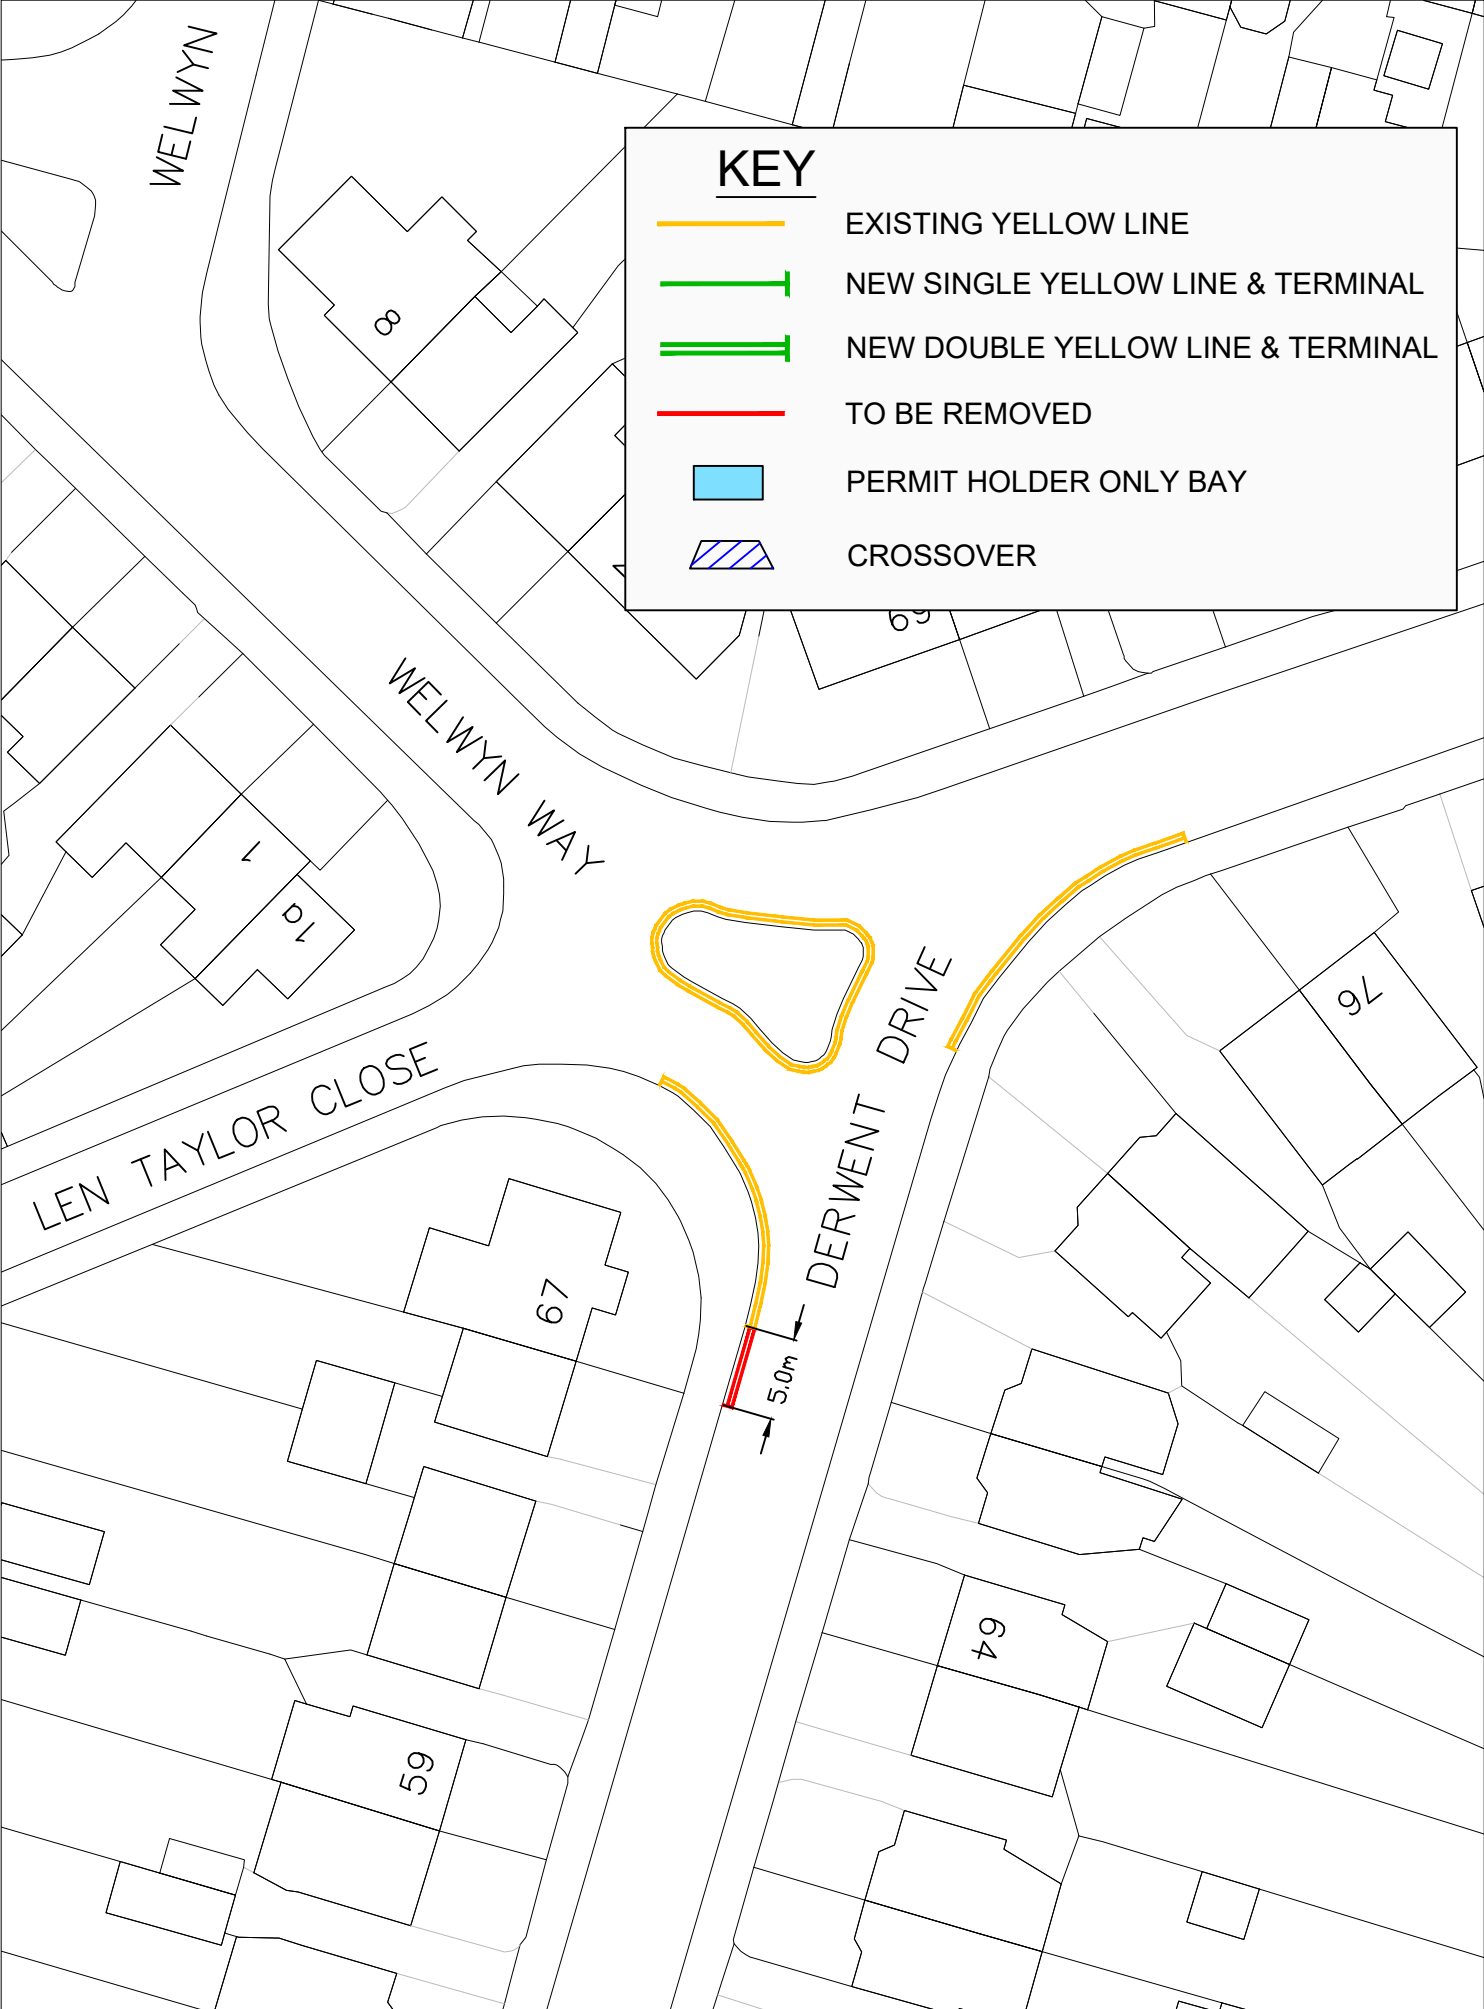 WELWYN
KEY
EXISTING YELLOW LINE
NEW SINGLE YELLOW LINE & TERMINAL
NEW DOUBLE YELLOW LINE & TERMINAL
TO BE REMOVED
PERMIT HOLDER ONLY BAY
CROSSOVER
8
69
WELWYN WAY
1
1a
76
DERWENT DRIVE
LEN TAYLOR CLOSE
67
5.0m
64
59